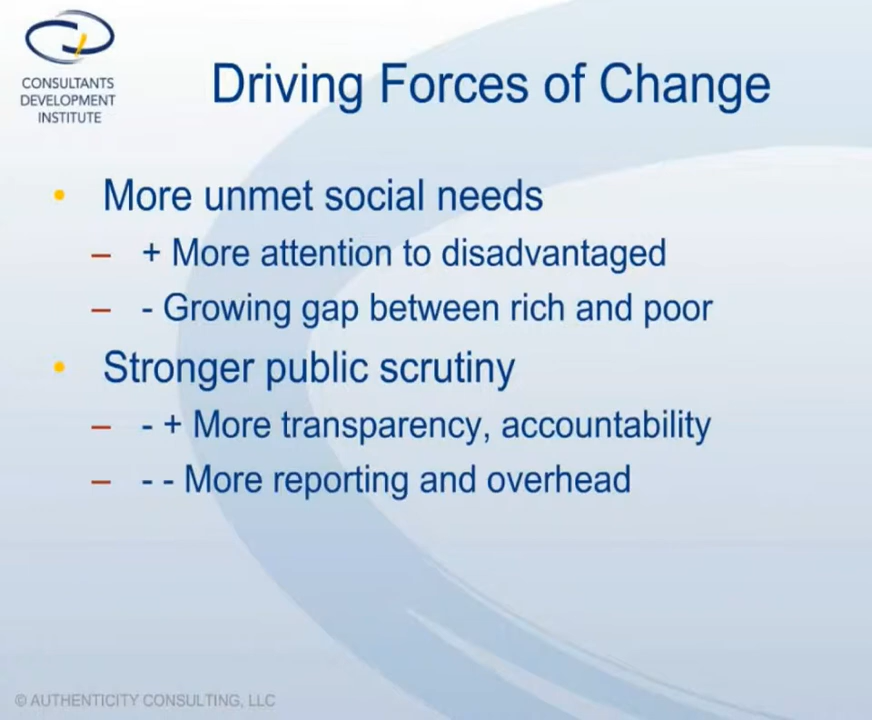 CONSULTANTS
DEVELOPMENT
INSTITUTE
Driving Forces of Change
• More unmet social needs
– + More attention to disadvantaged
– - Growing gap between rich and poor
• Stronger public scrutiny
– - + More transparency, accountability
– - - More reporting and overhead
© AUTHENTICITY CONSULTING, LLC